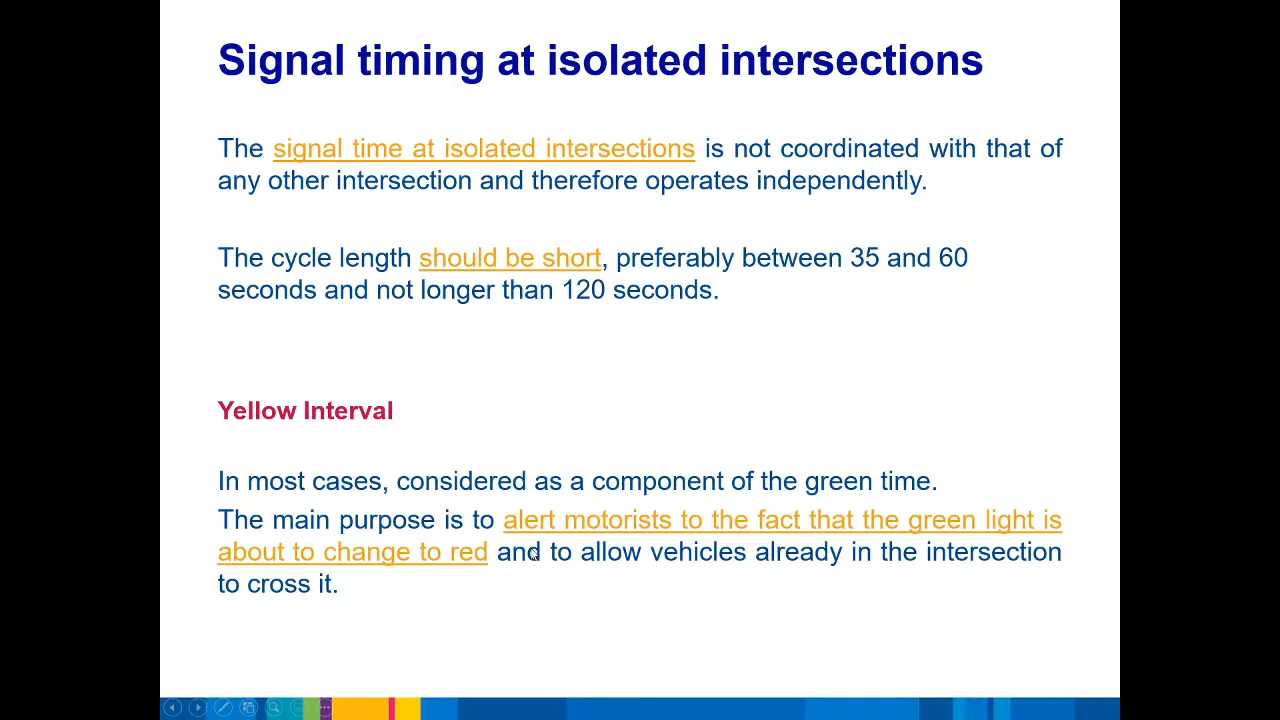 Signal timing at isolated intersections
The signal time at isolated intersections is not coordinated with that of
any other intersection and therefore operates independently.
The cycle length should be short, preferably between 35 and 60
seconds and not longer than 120 seconds.
Yellow Interval
In most cases, considered as a component of the green time.
The main purpose is to alert motorists to the fact that the green light is
about to change to red and to allow vehicles already in the intersection
to cross it.